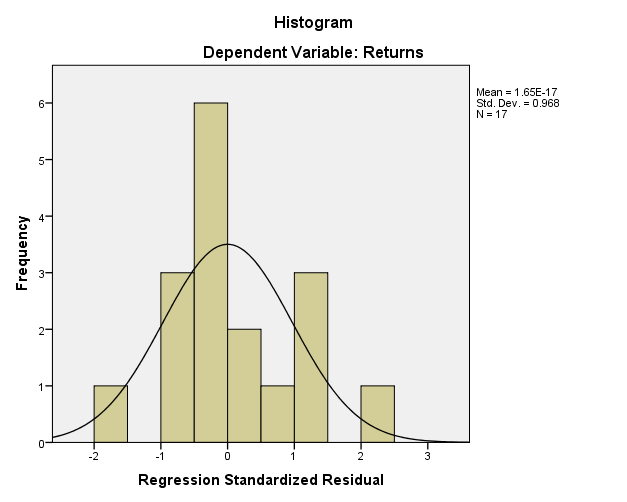 Histogram
Dependent Variable: Returns
Mean = 1.65E-17
Std. Dev. = 0.968
N = 17
Frequency
6
5
4
3
2
1
0
-2 -1 0 1 2 3
Regression Standardized Residual